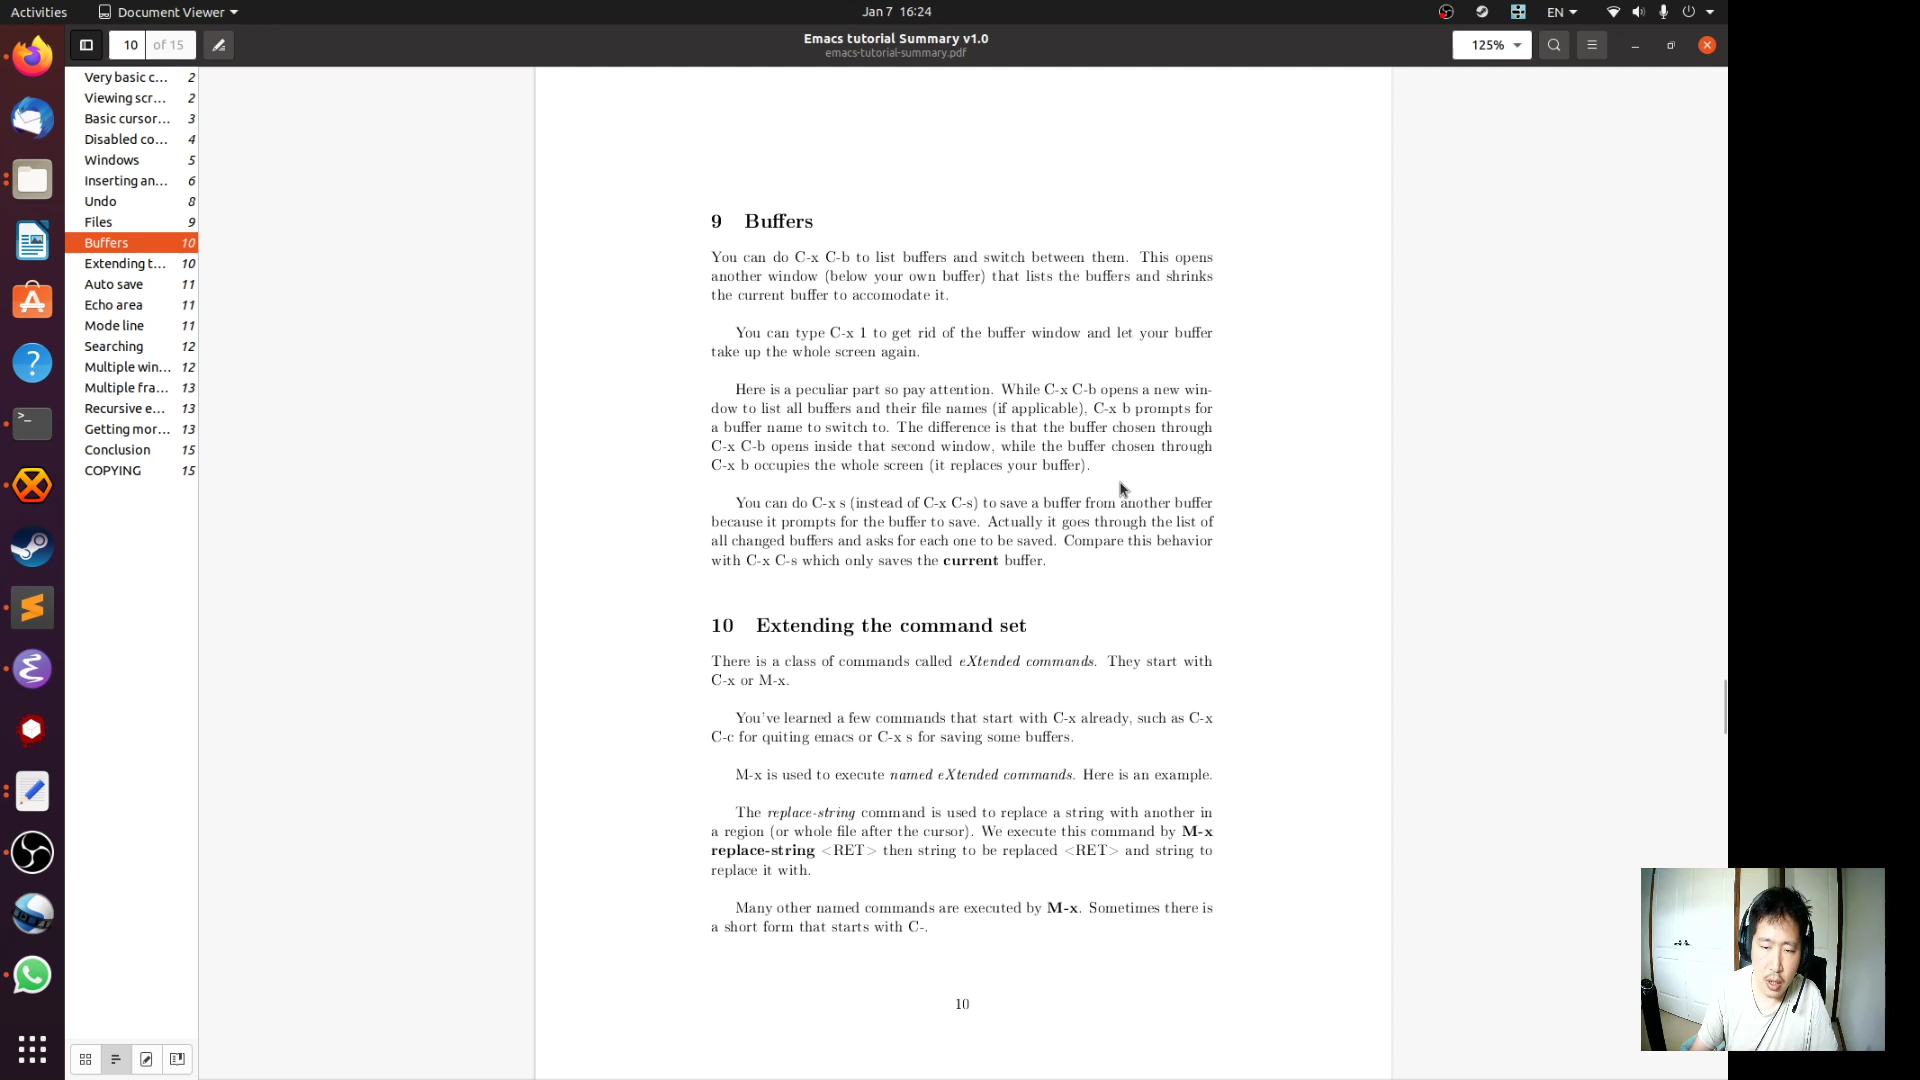 Activities
Document Viewer
Jan 7 16:24
EN
10 of 15
Emacs tutorial Summary v1.0
emacs-tutorial-summary.pdf
125%
Very basic c... 2
Viewing scr... 2
Basic cursor... 3
Disabled co... 4
Windows 5
Inserting an... 6
Undo 8
Files 9
Buffers 10
Extending t... 10
Auto save 11
Echo area 11
Mode line 11
Searching 12
Multiple win... 12
Multiple fra... 13
Recursive e... 13
Getting mor... 13
Conclusion 15
COPYING 15
9 Buffers
You can do C-x C-b to list buffers and switch between them. This opens
another window (below your own buffer) that lists the buffers and shrinks
the current buffer to accomodate it.
You can type C-x 1 to get rid of the buffer window and let your buffer
take up the whole screen again.
Here is a peculiar part so pay attention. While C-x C-b opens a new win-
dow to list all buffers and their file names (if applicable), C-x b prompts for
a buffer name to switch to. The difference is that the buffer chosen through
C-x C-b opens inside that second window, while the buffer chosen through
C-x b occupies the whole screen (it replaces your buffer).
You can do C-x s (instead of C-x C-s) to save a buffer from another buffer
because it prompts for the buffer to save. Actually it goes through the list of
all changed buffers and asks for each one to be saved. Compare this behavior
with C-x C-s which only saves the current buffer.
10 Extending the command set
There is a class of commands called eXtended commands. They start with
C-x or M-x.
You've learned a few commands that start with C-x already, such as C-x
C-c for quiting emacs or C-x s for saving some buffers.
M-x is used to execute named eXtended commands. Here is an example.
The replace-string command is used to replace a string with another in
a region (or whole file after the cursor). We execute this command by M-x
replace-string <RET> then string to be replaced <RET> and string to
replace it with.
Many other named commands are executed by M-x. Sometimes there is
a short form that starts with C-.
10